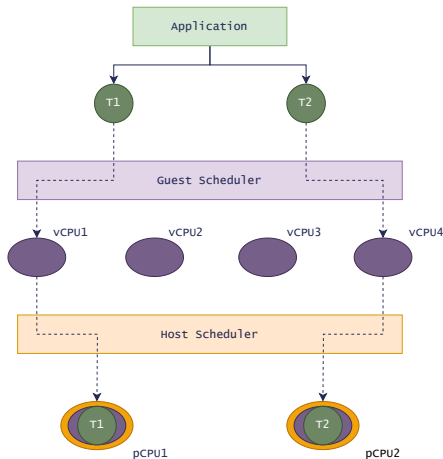 Application
T1
T2
Guest Scheduler
vCPU1
vCPU2
vCPU3
vCPU4
Host Scheduler
T1
T2
pCPU1
pCPU2